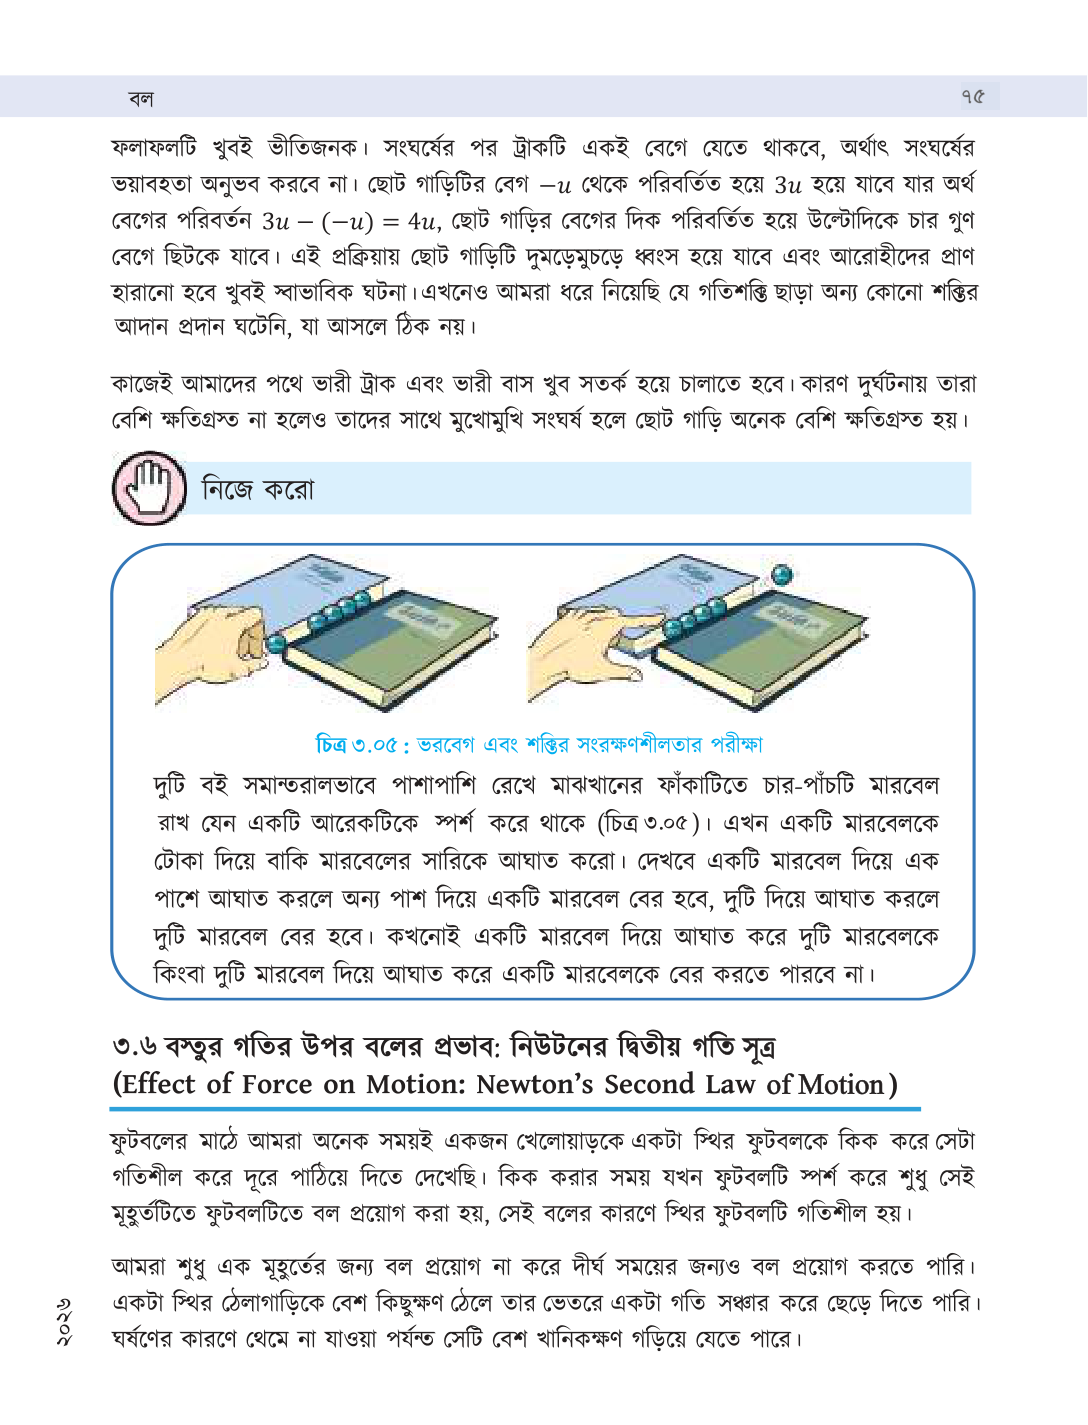 বল
৭৫
ফলাফলটি খুবই ভীতিজনক। সংঘর্ষের পর ট্রাকটি একই বেগে যেতে থাকবে, অর্থাৎ সংঘর্ষের
ভয়াবহতা অনুভব করবে না। ছোট গাড়িটির বেগ −u থেকে পরিবর্তিত হয়ে 3u হয়ে যাবে যার অর্থ
বেগের পরিবর্তন 3u − (−u) = 4u, ছোট গাড়ির বেগের দিক পরিবর্তিত হয়ে উল্টোদিকে চার গুণ
বেগে ছিটকে যাবে। এই প্রক্রিয়ায় ছোট গাড়িটি দুমড়েমুচড়ে ধ্বংস হয়ে যাবে এবং আরোহীদের প্রাণ
হারানো হবে খুবই স্বাভাবিক ঘটনা। এখনেও আমরা ধরে নিয়েছি যে গতিশক্তি ছাড়া অন্য কোনো শক্তির
আদান প্রদান ঘটেনি, যা আসলে ঠিক নয়।
কাজেই আমাদের পথে ভারী ট্রাক এবং ভারী বাস খুব সতর্ক হয়ে চালাতে হবে। কারণ দুর্ঘটনায় তারা
বেশি ক্ষতিগ্রস্ত না হলেও তাদের সাথে মুখোমুখি সংঘর্ষ হলে ছোট গাড়ি অনেক বেশি ক্ষতিগ্রস্ত হয়।
নিজে করো
চিত্র ৩.০৫ : ভরবেগ এবং শক্তির সংরক্ষণশীলতার পরীক্ষা
দুটি বই সমান্তরালভাবে পাশাপাশি রেখে মাঝখানের ফাঁকাটিতে চার-পাঁচটি মারবেল
রাখ যেন একটি আরেকটিকে স্পর্শ করে থাকে (চিত্র ৩.০৫)। এখন একটি মারবেলকে
টোকা দিয়ে বাকি মারবেলের সারিকে আঘাত করো। দেখবে একটি মারবেল দিয়ে এক
পাশে আঘাত করলে অন্য পাশ দিয়ে একটি মারবেল বের হবে, দুটি দিয়ে আঘাত করলে
দুটি মারবেল বের হবে। কখনোই একটি মারবেল দিয়ে আঘাত করে দুটি মারবেলকে
কিংবা দুটি মারবেল দিয়ে আঘাত করে একটি মারবেলকে বের করতে পারবে না।
৩.৬ বস্তুর গতির উপর বলের প্রভাব: নিউটনের দ্বিতীয় গতি সূত্র
(Effect of Force on Motion: Newton’s Second Law of Motion)
ফুটবলের মাঠে আমরা অনেক সময়ই একজন খেলোয়াড়কে একটা স্থির ফুটবলকে কিক করে সেটা
গতিশীল করে দূরে পাঠিয়ে দিতে দেখেছি। কিক করার সময় যখন ফুটবলটি স্পর্শ করে শুধু সেই
মূহুর্তটিতে ফুটবলটিতে বল প্রয়োগ করা হয়, সেই বলের কারণে স্থির ফুটবলটি গতিশীল হয়।
আমরা শুধু এক মূহুর্তের জন্য বল প্রয়োগ না করে দীর্ঘ সময়ের জন্যও বল প্রয়োগ করতে পারি।
একটা স্থির ঠেলাগাড়িকে বেশ কিছুক্ষণ ঠেলে তার ভেতরে একটা গতি সঞ্চার করে ছেড়ে দিতে পারি।
ঘর্ষণের কারণে থেমে না যাওয়া পর্যন্ত সেটি বেশ খানিকক্ষণ গড়িয়ে যেতে পারে।
২০২৬